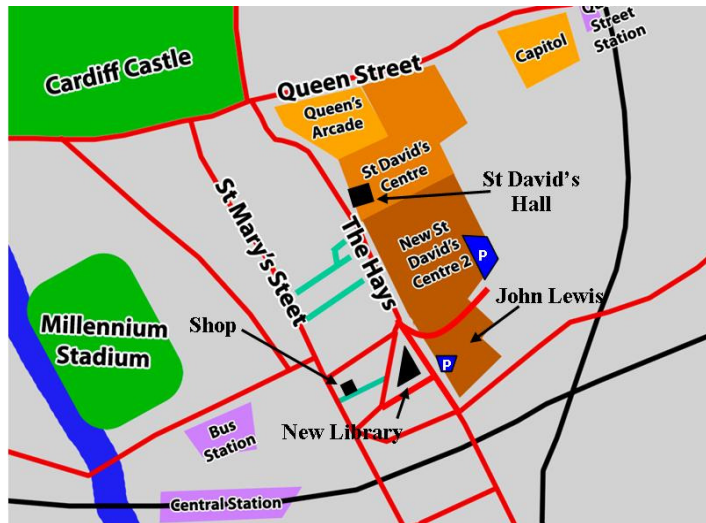 Cardiff Castle
Queen Street
Capitol
Street
Station
Queen's
Arcade
St David's
Centre
St David's
Hall
St Mary's Steet
The Hays
New St
David's
Centre 2
P
John Lewis
Millennium
Stadium
Shop
P
New Library
Bus
Station
Central Station